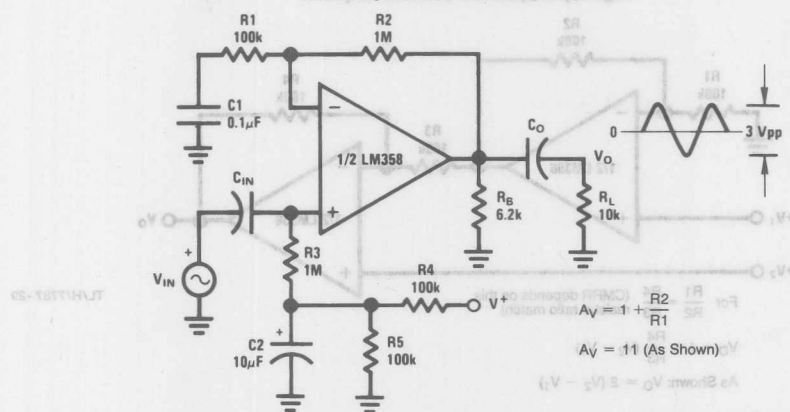 R1
100k
R2
1M
C1
0.1µF
−
+
1/2 LM358
C_O
V_O
0
3 Vpp
C_IN
R_B
6.2k
R_L
10k
+
V_IN
R3
1M
R4
100k
V⁺
+
C2
10µF
R5
100k
A_V = 1 + R2/R1
A_V = 11 (As Shown)